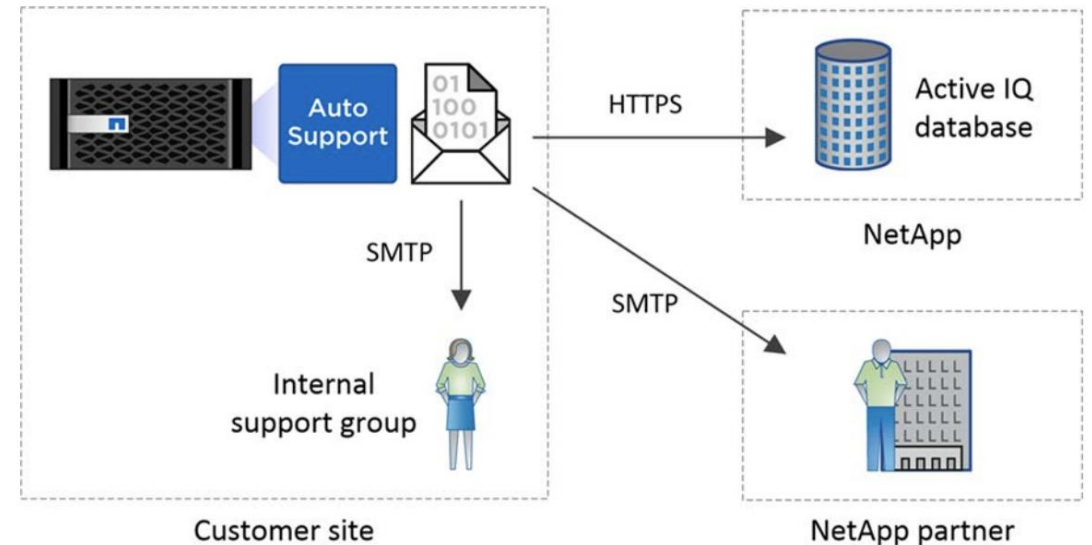 Auto
Support
01
100
0101
HTTPS
Active IQ
database
NetApp
SMTP
SMTP
Internal
support group
Customer site
NetApp partner